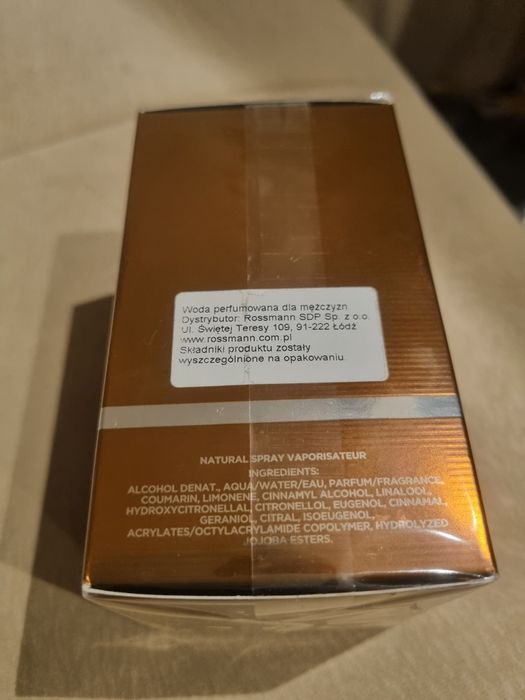 Woda perfumowana dla mężczyzn
Dystrybutor: Rossmann SDP Sp. z o.o.
Ul. Świętej Teresy 109, 91-222 Łódź
www.rossmann.com.pl
Składniki produktu zostały
wyszczególnione na opakowaniu.
NATURAL SPRAY VAPORISATEUR
INGREDIENTS:
ALCOHOL DENAT., AQUA/WATER/EAU, PARFUM/FRAGRANCE,
COUMARIN, LIMONENE, CINNAMYL ALCOHOL, LINALOOL,
HYDROXYCITRONELLAL, CITRONELLOL, EUGENOL, CINNAMAL,
GERANIOL, CITRAL, ISOEUGENOL,
ACRYLATES/OCTYLACRYLAMIDE COPOLYMER, HYDROLYZED
JOJOBA ESTERS.